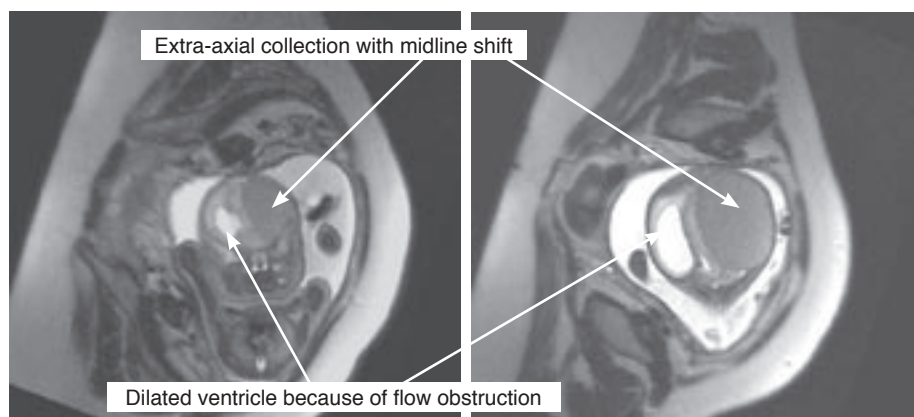 Extra-axial collection with midline shift
Dilated ventricle because of flow obstruction